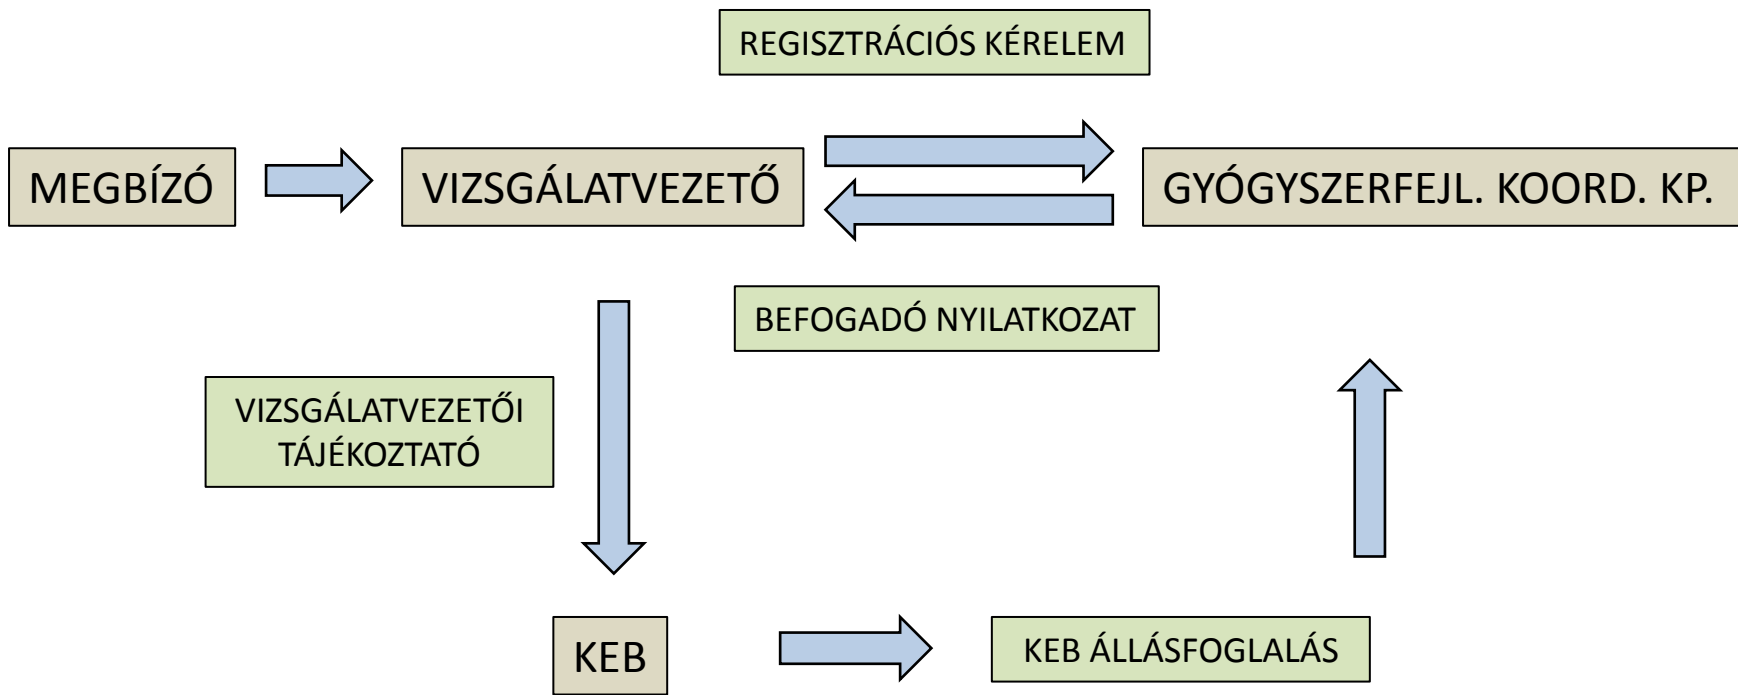 REGISZTRÁCIÓS KÉRELEM
MEGBÍZÓ
VIZSGÁLATVEZETŐ
GYÓGYSZERFEJL. KOORD. KP.
BEFOGADÓ NYILATKOZAT
VIZSGÁLATVEZETŐI
TÁJÉKOZTATÓ
KEB
KEB ÁLLÁSFOGLALÁS